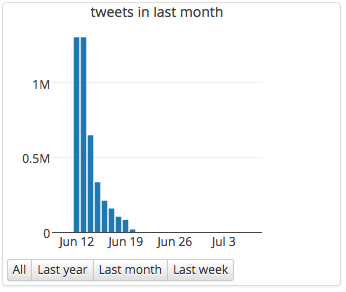 tweets in last month
1M
0.5M
0
Jun 12 Jun 19 Jun 26 Jul 3
All Last year Last month Last week